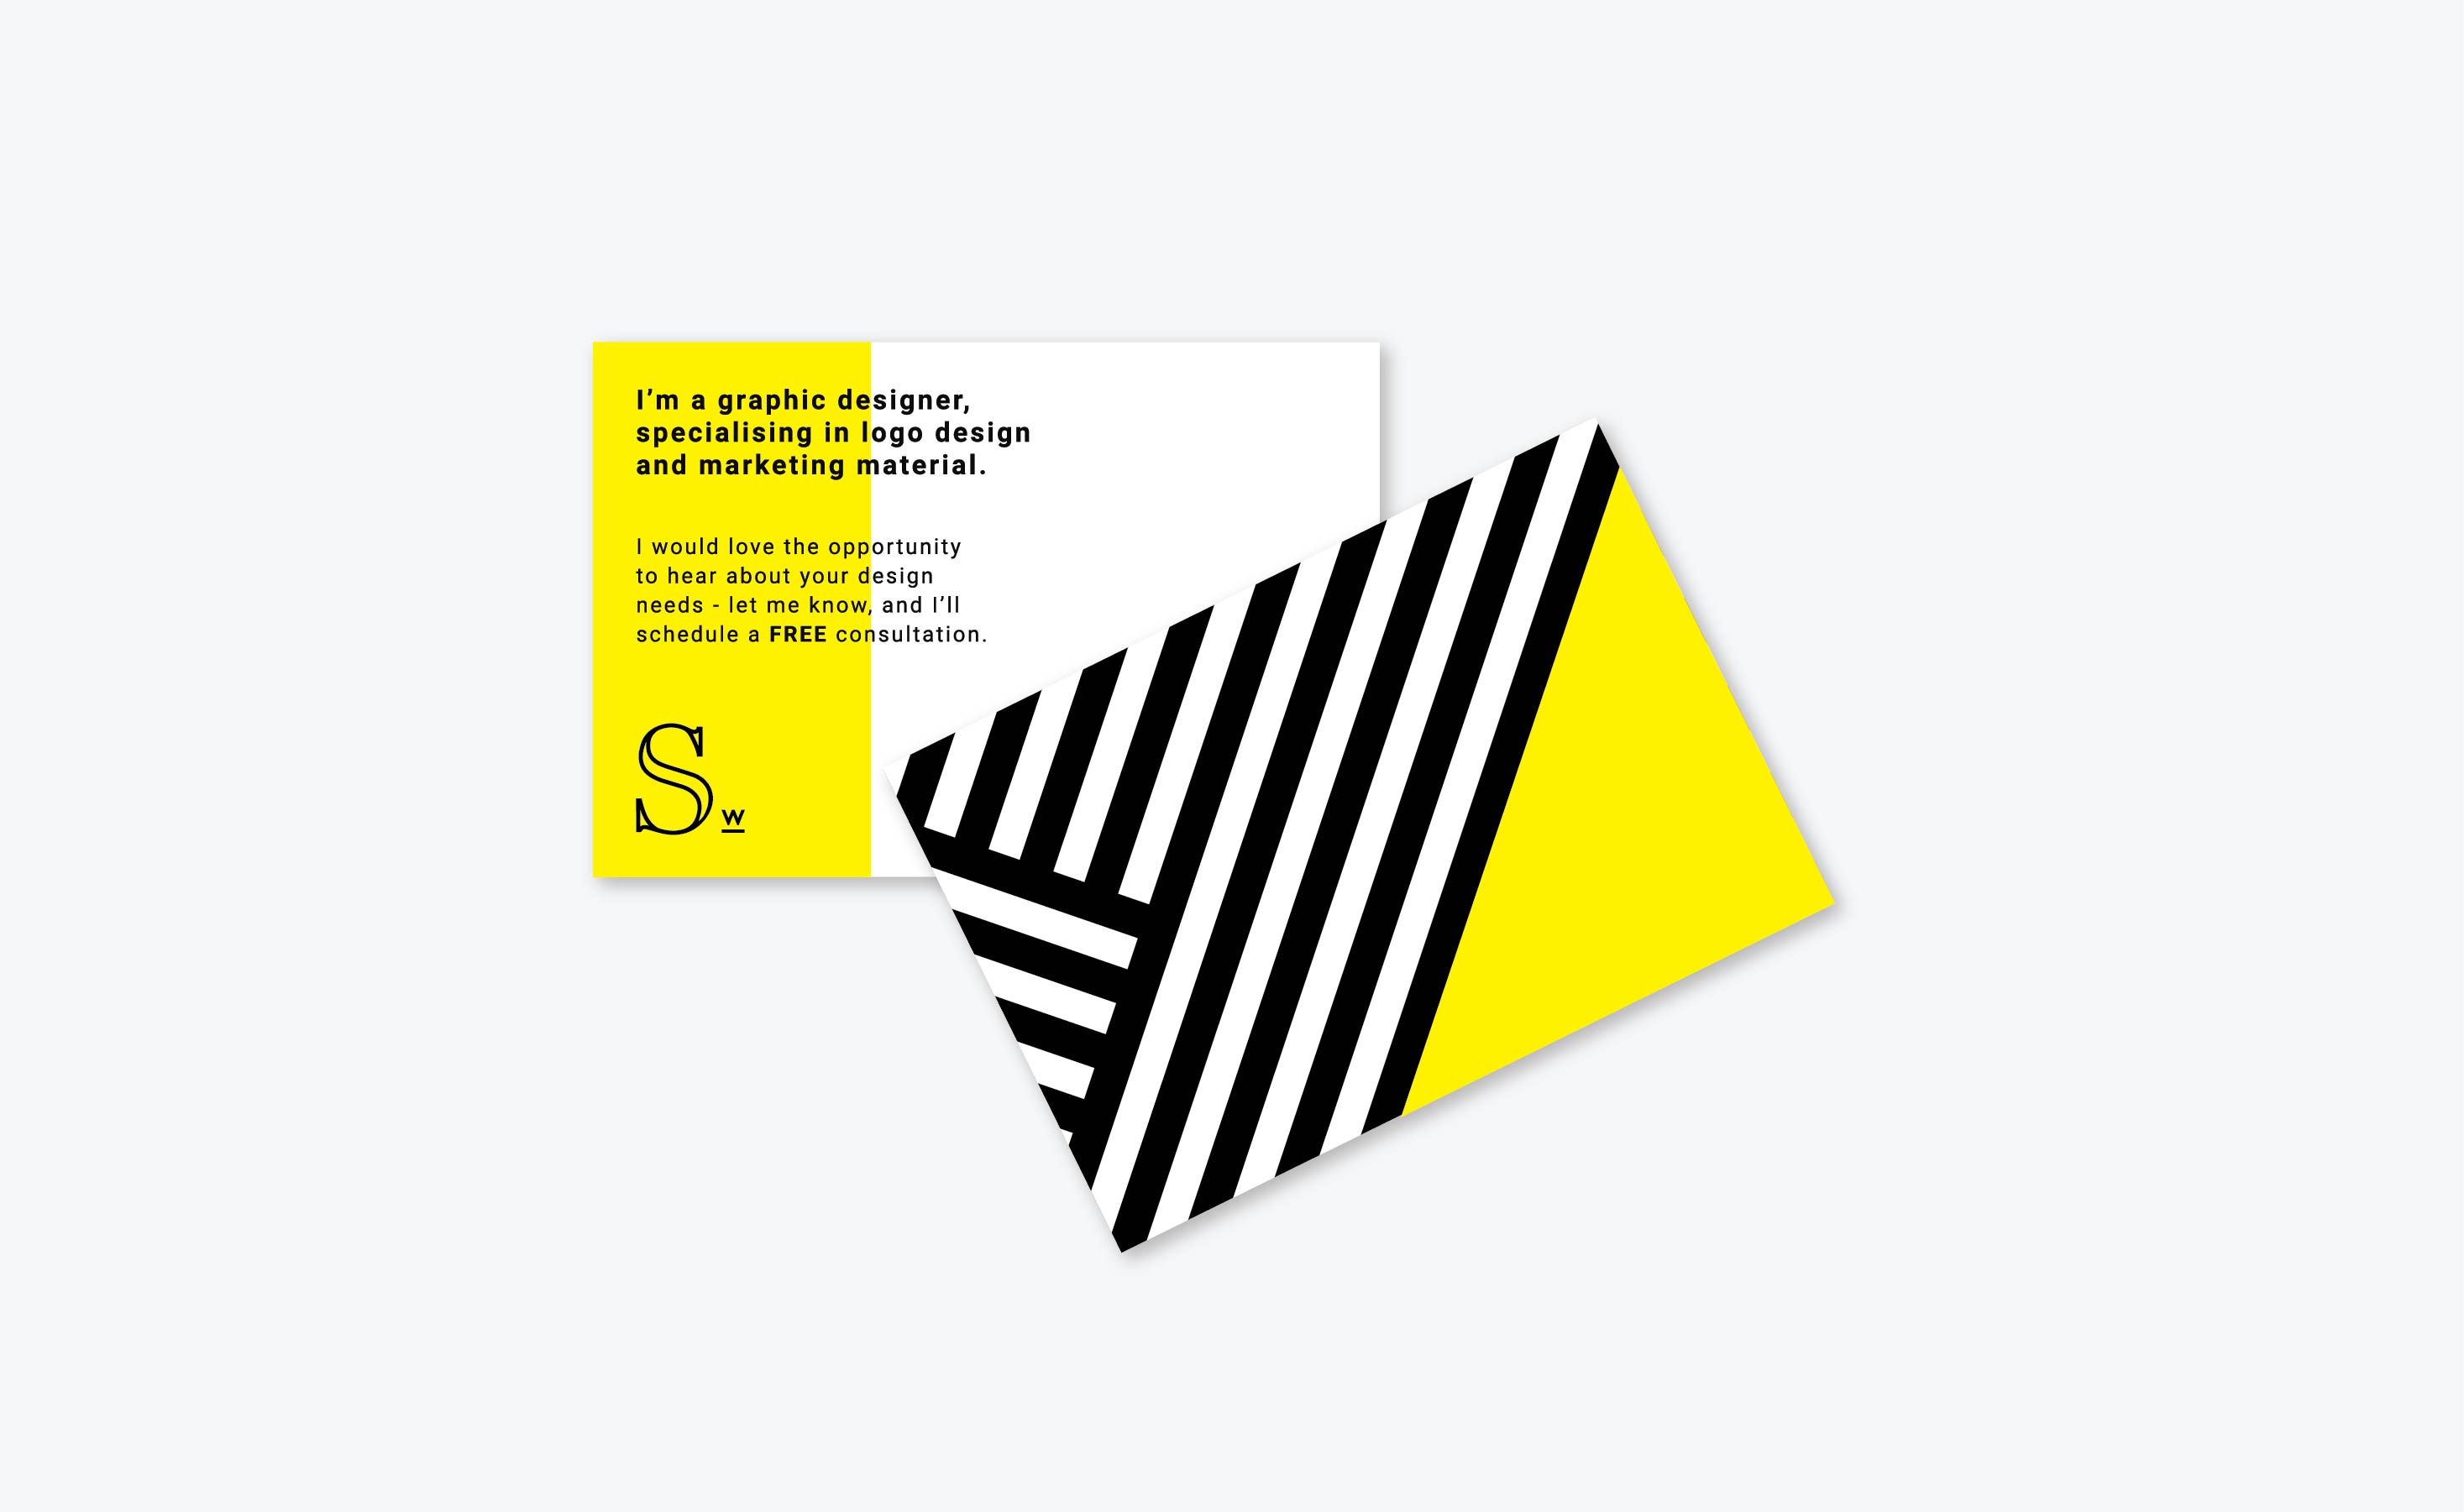 I’m a graphic designer,
specialising in logo design
and marketing material.
I would love the opportunity
to hear about your design
needs - let me know, and I’ll
schedule a FREE consultation.
S w